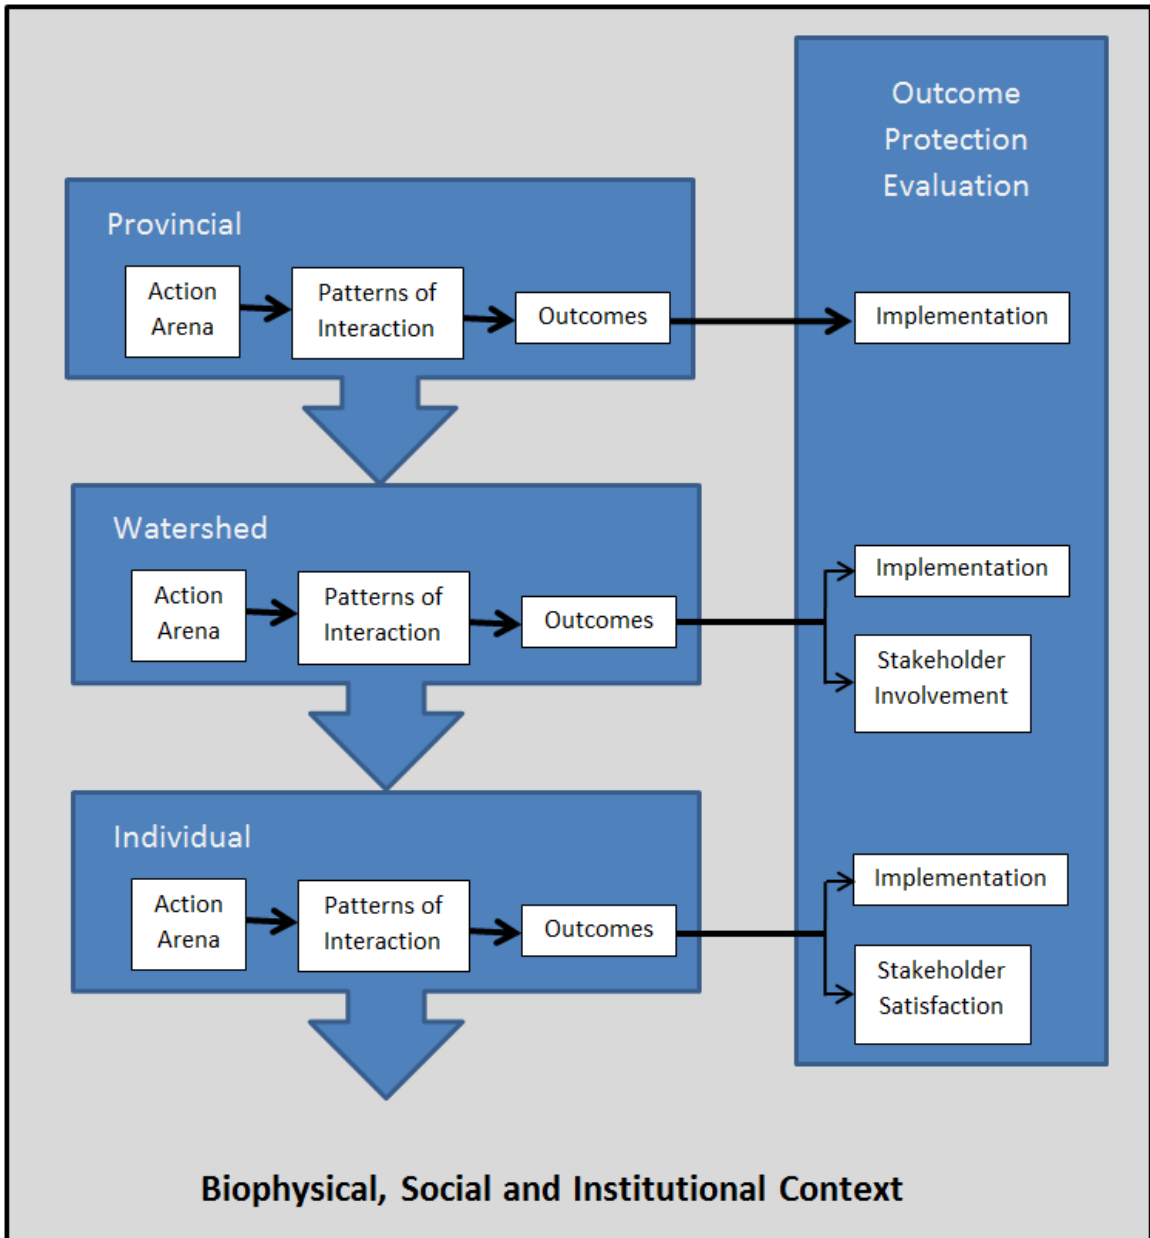 Outcome
Protection
Evaluation
Provincial
Action
Arena
Patterns of
Interaction
Outcomes
Implementation
Watershed
Action
Arena
Patterns of
Interaction
Outcomes
Implementation
Stakeholder
Involvement
Individual
Action
Arena
Patterns of
Interaction
Outcomes
Implementation
Stakeholder
Satisfaction
Biophysical, Social and Institutional Context